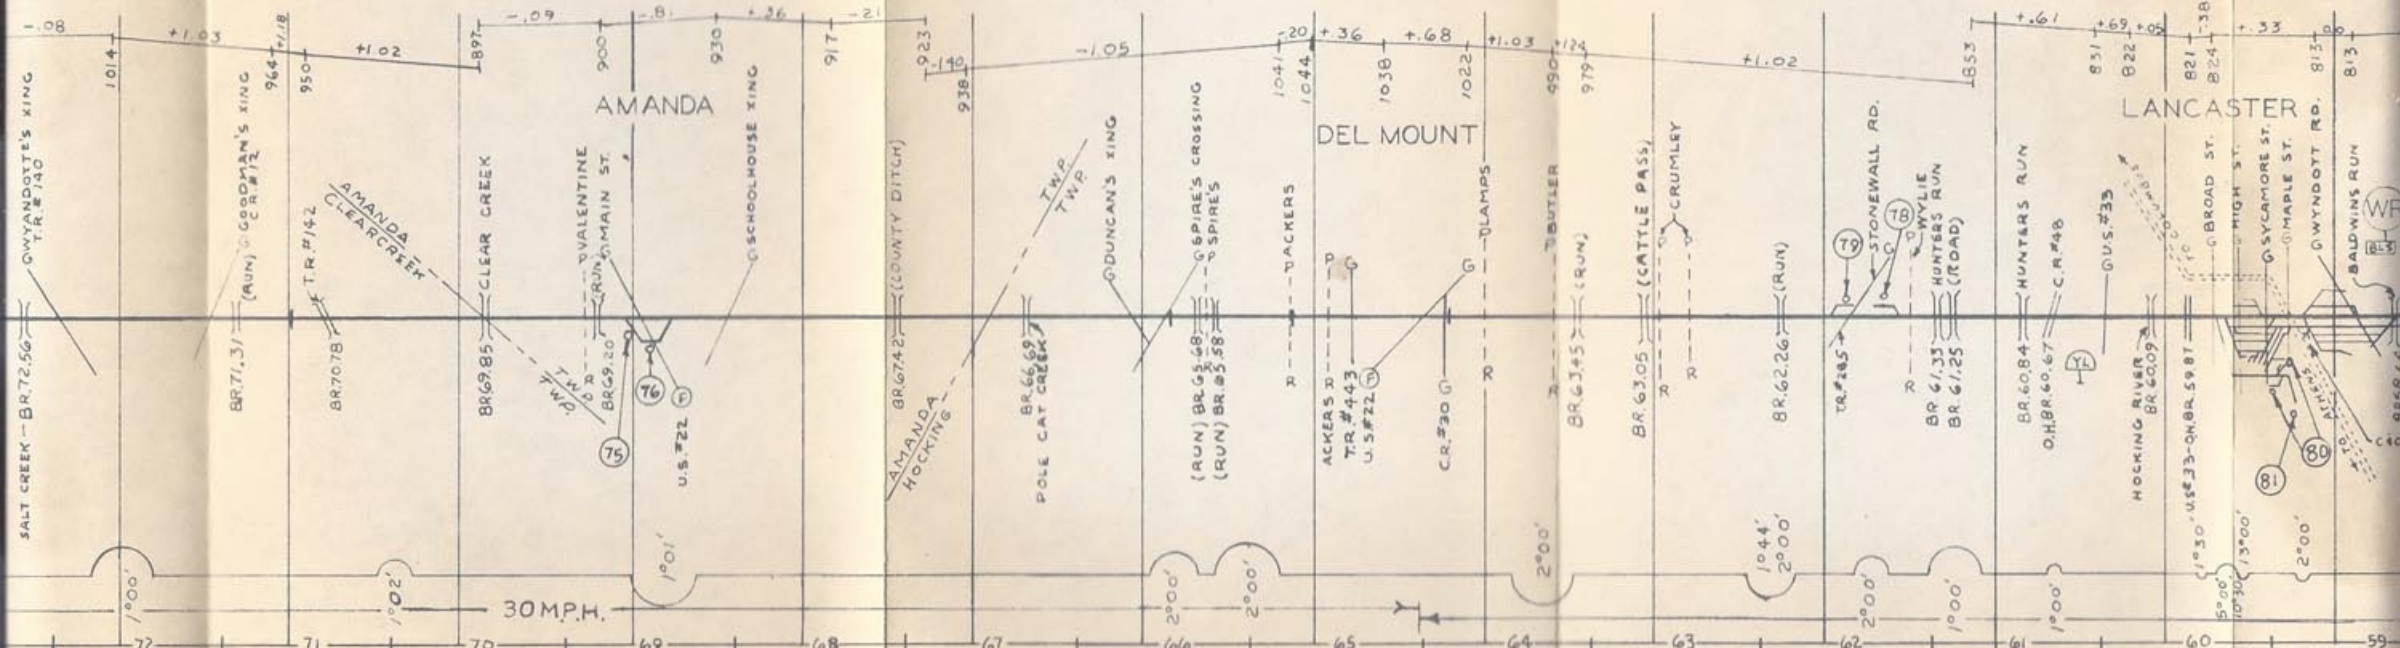 -.08
+1.03
+1.18
+1.02
-.09
-.8
+.36
-.21
-140
-1.05
-.20
+.36
+.68
+1.03
+1.02
+.61
+.69
+.05
-.38
+.33
1014
964
950
897
900
930
917
923
938
1041
1044
1038
1022
990
979
853
831
822
821
824
813
813
AMANDA
DEL MOUNT
LANCASTER
GWYANDOTTE'S XING
T.R.#140
GOODMAN'S XING
C.R.#12
(RUN)
T.R.#142
AMANDA
CLEARCREEK
CLEAR CREEK
VALENTINE
(RUN)
MAIN ST.
SCHOOLHOUSE XING
(COUNTY DITCH)
TWP.
TWP.
DUNCAN'S XING
SPIRE'S CROSSING
SPIRE'S
ACKERS
LAMPS
BUTLER
(RUN)
(CATTLE PASS)
CRUMLEY
(RUN)
79
STONEWALL RD.
78
WYLIE
HUNTERS RUN
(ROAD)
HUNTERS RUN
C.R.#48
U.S.#33
BROAD ST.
HIGH ST.
SYCAMORE ST.
MAPLE ST.
GWYNDOTT RD.
BALDWINS RUN
SALT CREEK - BR.72.56
BR.71.31
BR.70.78
BR.69.85
BR.69.20
75
76
U.S.#22
BR.67.42
AMANDA
HOCKING
BR.66.69
POLE CAT CREEK
(RUN) BR.65.68
(RUN) BR.65.58
ACKERS
T.R.#443
U.S.#22
C.R.#30
BR.63.45
BR.63.05
BR.62.26
T.R.#265
BR 61.33
BR.61.25
BR.60.84
O.H.BR.60.67
YL
HOCKING RIVER
BR.60.09
U.S.#33-O.H.BR.59.87
TO ATHENS
80
81
1°00'
1°02'
1°01'
2°00'
2°00'
2°00'
1°44'
2°00'
2°00'
1°00'
1°00'
1°30'
5°00'
10°30'
13°00'
2°00'
30 M.P.H.
72
71
70
69
68
67
66
65
64
63
62
61
60
59